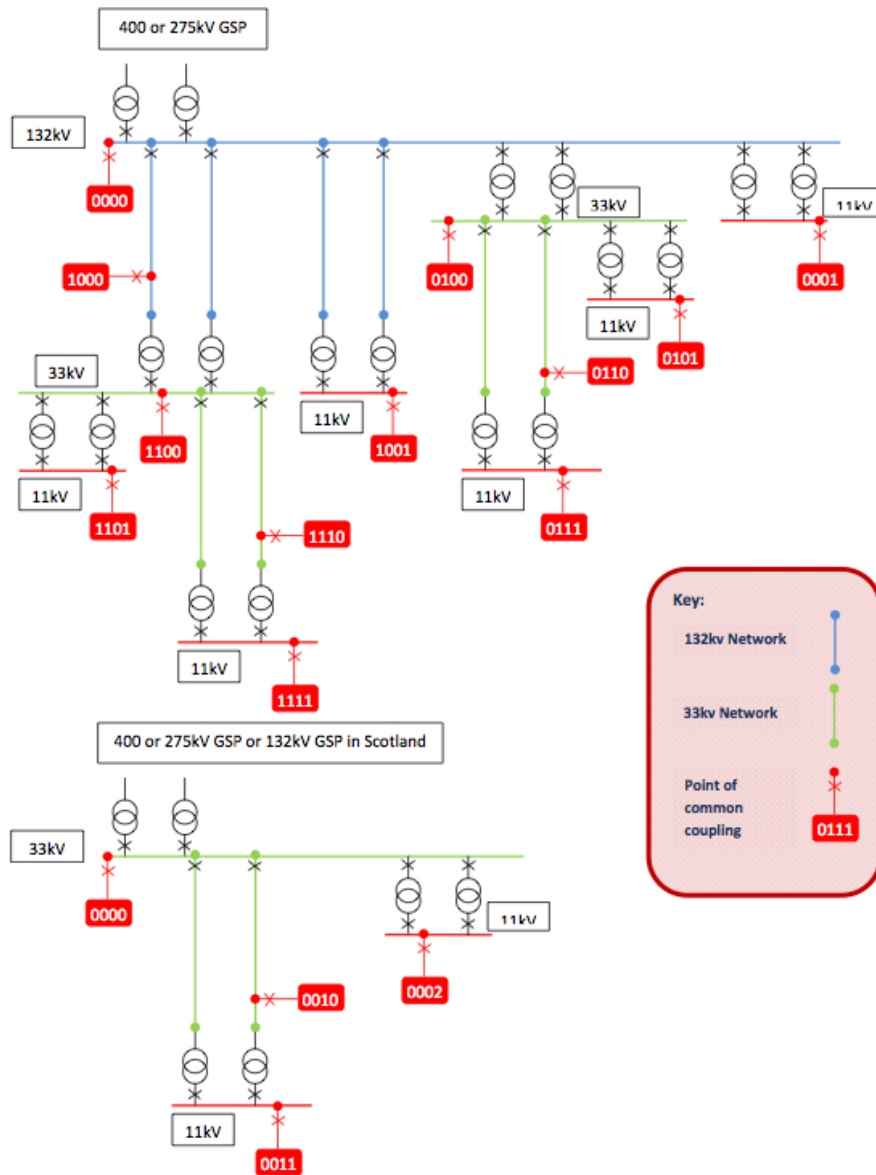 400 or 275kV GSP
132kV
0000
33kV
11kV
1000
0100
0001
11kV
0101
33kV
0110
11kV
1100
1001
11kV
11kV
1101
0111
1110
Key:
132kv Network
11kV
1111
33kv Network
400 or 275kV GSP or 132kV GSP in Scotland
Point of
common
coupling
0111
33kV
0000
11kV
0002
0010
11kV
0011